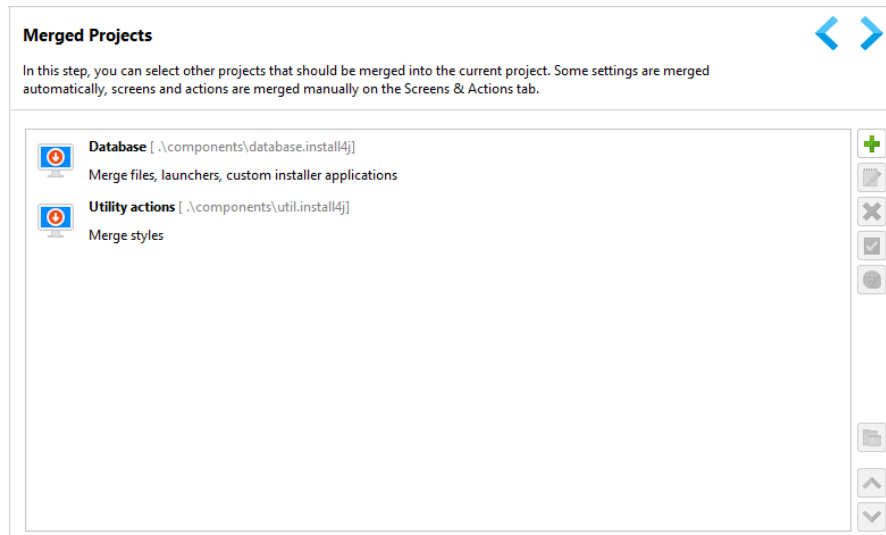 Merged Projects
In this step, you can select other projects that should be merged into the current project. Some settings are merged
automatically, screens and actions are merged manually on the Screens & Actions tab.
Database [ .\components\database.install4j]
Merge files, launchers, custom installer applications
Utility actions [ .\components\util.install4j]
Merge styles